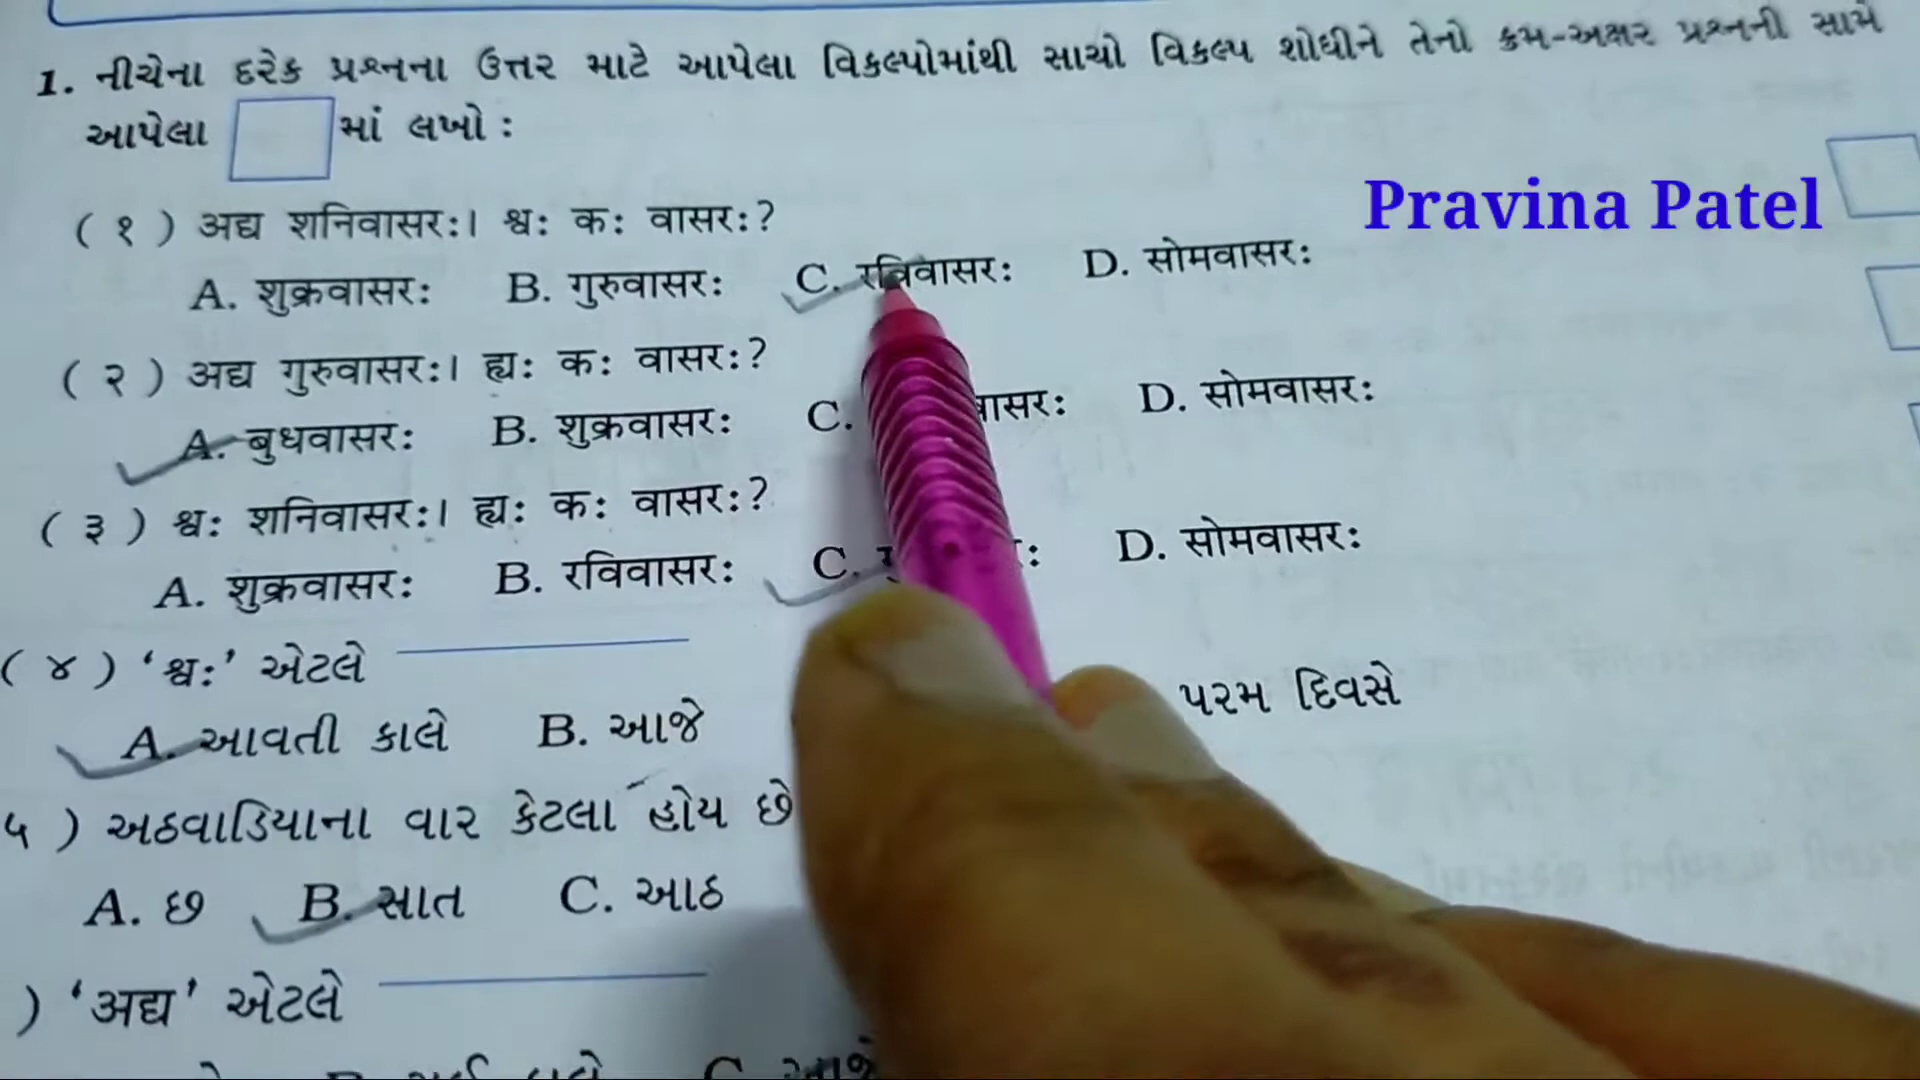 1. નીચેના દરેક પ્રશ્નના ઉત્તર માટે આપેલા વિકલ્પોમાંથી સાચો વિકલ્પ શોધીને તેનો ક્રમ-અક્ષર પ્રશ્નની સામે
આપેલા માં લખો :
Pravina Patel
( १ ) अद्य शनिवासरः। श्वः कः वासरः?
A. शुक्रवासरः B. गुरुवासरः C. रविवासरः D. सोमवासरः
( २ ) अद्य गुरुवासरः। ह्यः कः वासरः?
A. बुधवासरः B. शुक्रवासरः C. D. सोमवासरः
( ३ ) श्वः शनिवासरः। ह्यः कः वासरः?
A. शुक्रवासरः B. रविवासरः C. D. सोमवासरः
( ४ ) ‘श्वः’ એટલે
A. આવતી કાલે B. આજે પરમ દિવસે
૫ ) અઠવાડિયાના વાર કેટલા હોય છે
A. છ B. સાત C. આઠ
) ‘अद्य’ એટલે
C. આજે